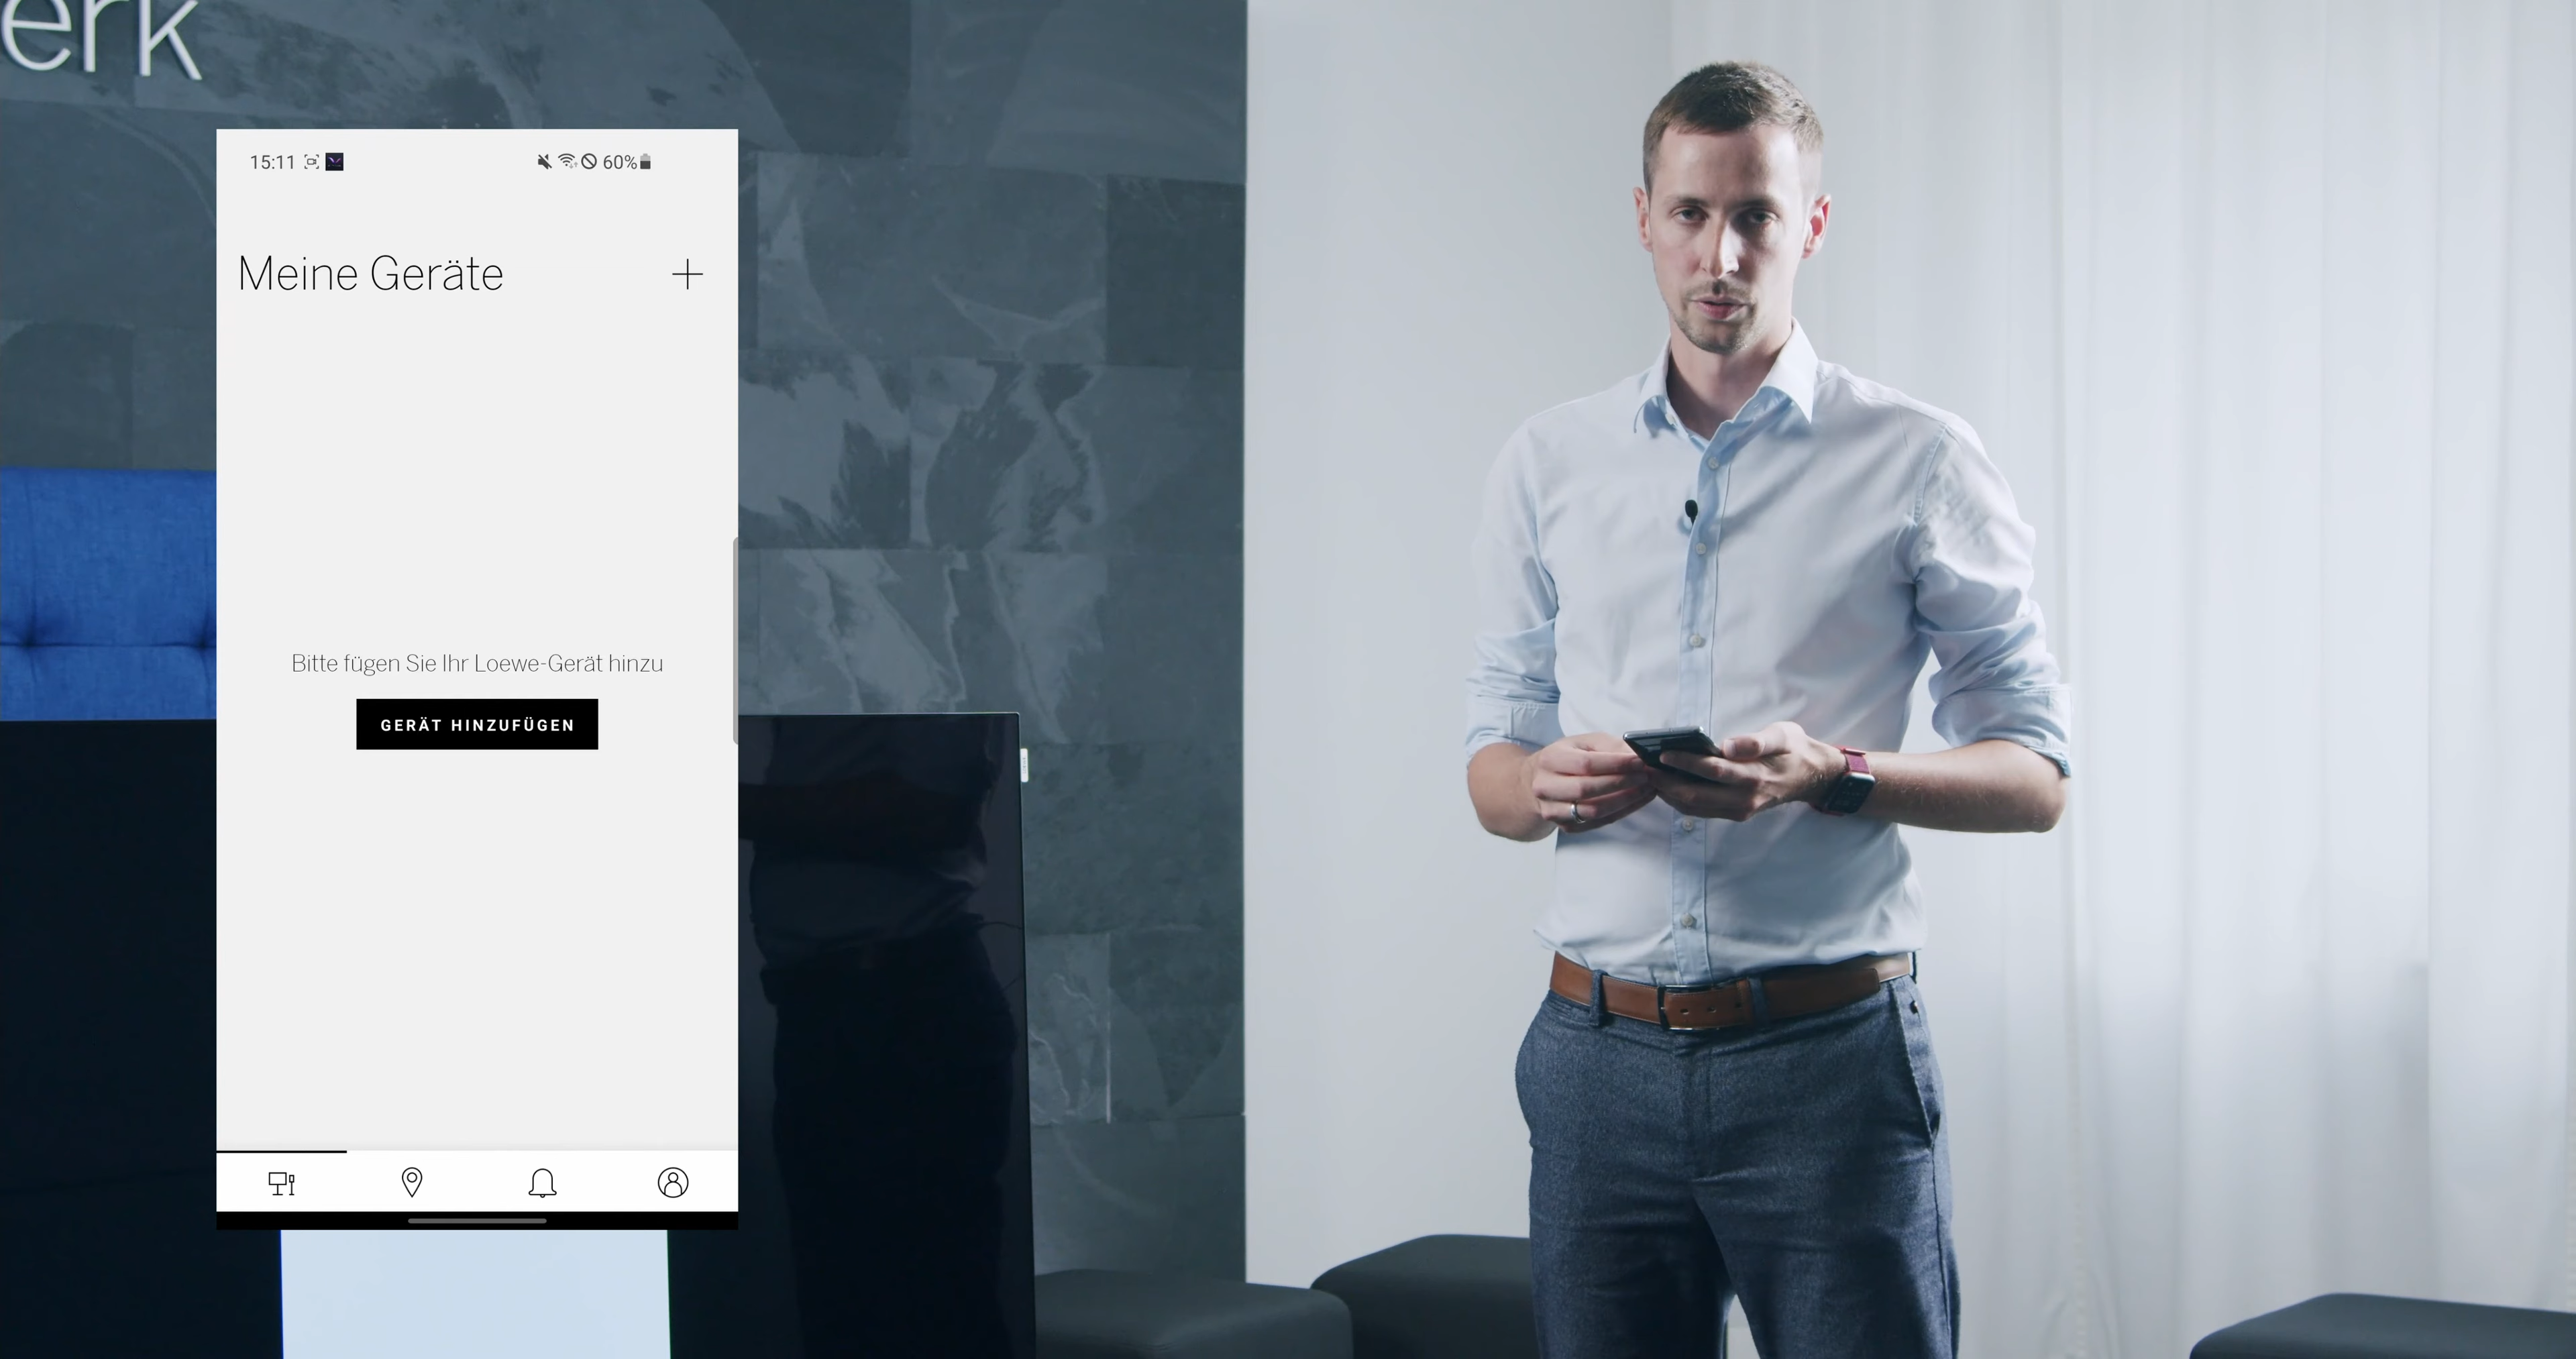 erk
15:11
60%
Meine Geräte
Bitte fügen Sie Ihr Loewe-Gerät hinzu
GERÄT HINZUFÜGEN